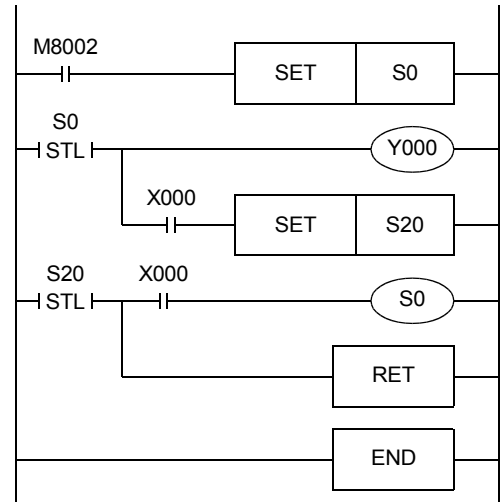 M8002
SET S0
S0
STL Y000
X000
SET S20
S20 X000
STL S0
RET
END